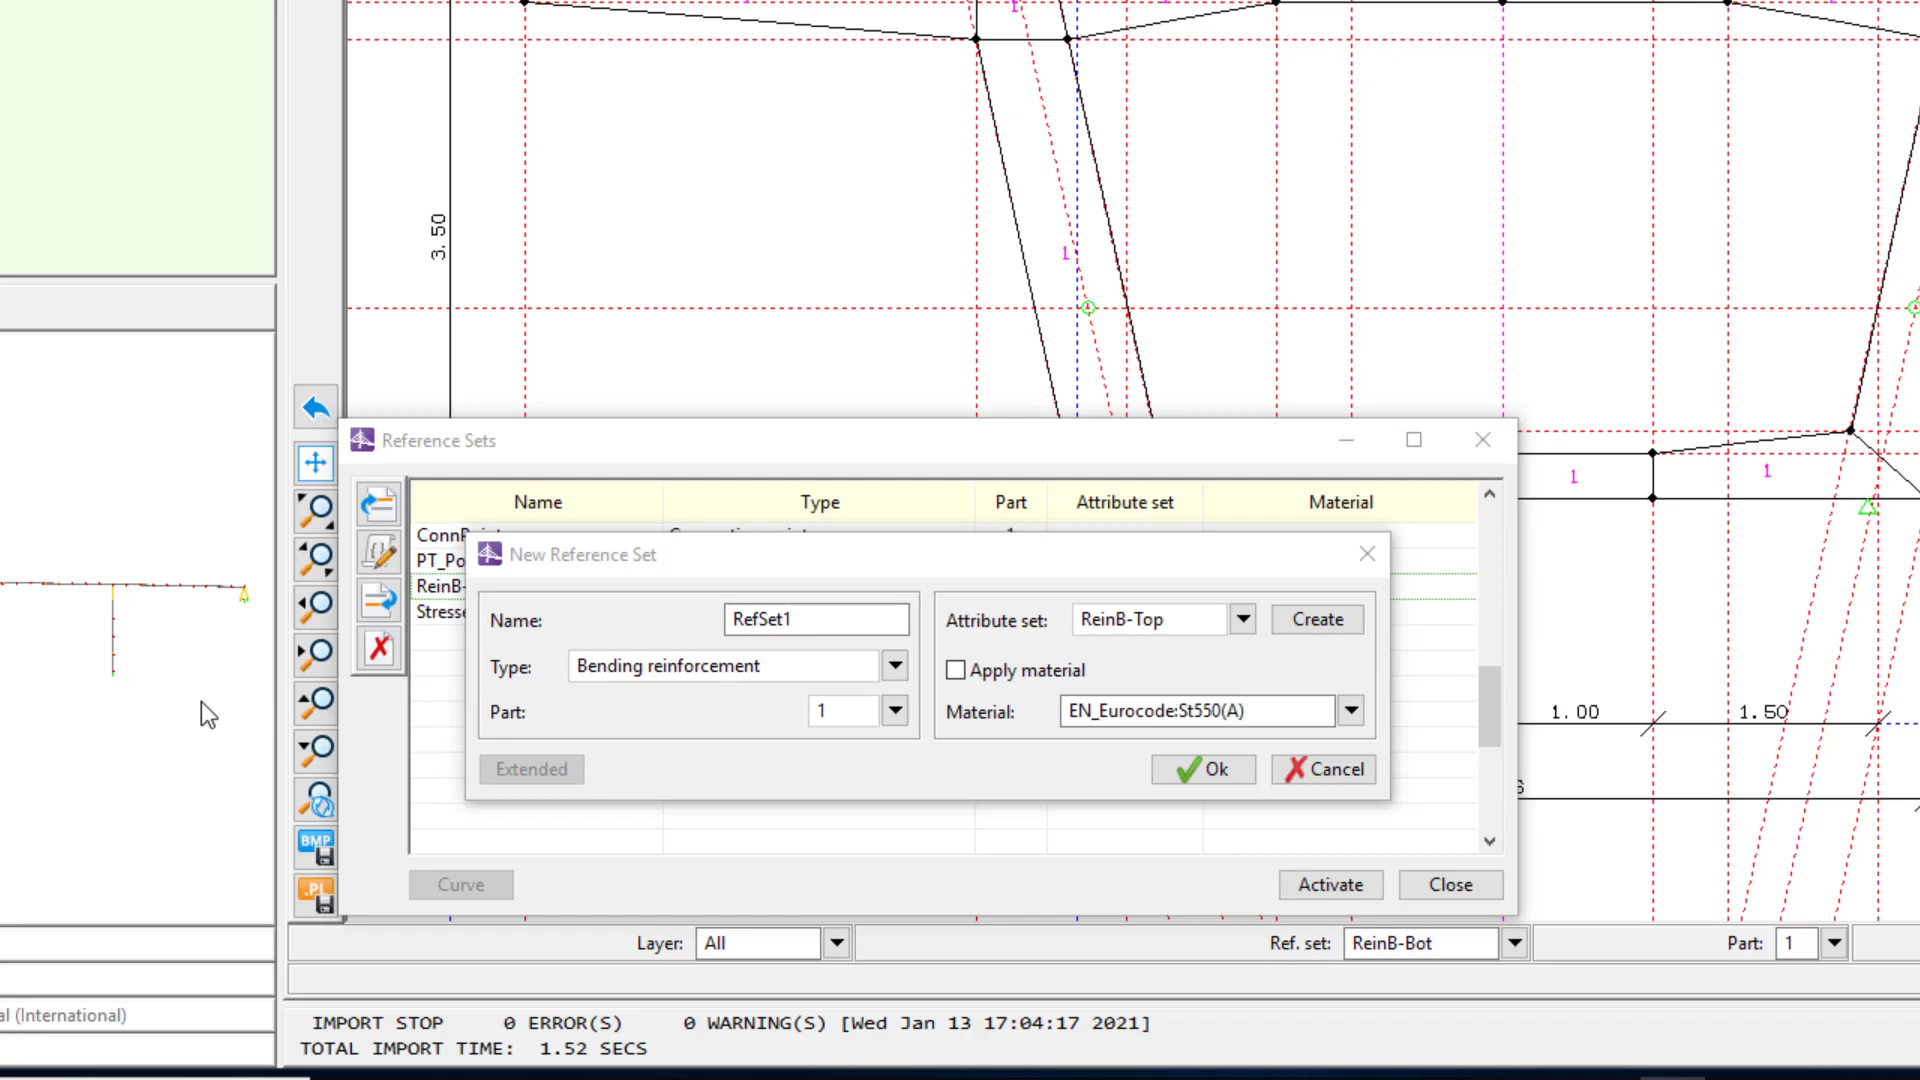 1
3.50
1
Reference Sets
Name Type Part Attribute set Material
New Reference Set
ReinB-
Name: RefSet1
Type: Bending reinforcement
Part: 1
Attribute set: ReinB-Top Create
Apply material
Material: EN_Eurocode:St550(A)
Extended Ok Cancel
Curve Activate Close
1 1
1.00 1.50
BMP
Layer: All Ref. set: ReinB-Bot Part: 1
al (International)
IMPORT STOP 0 ERROR(S) 0 WARNING(S) [Wed Jan 13 17:04:17 2021]
TOTAL IMPORT TIME: 1.52 SECS